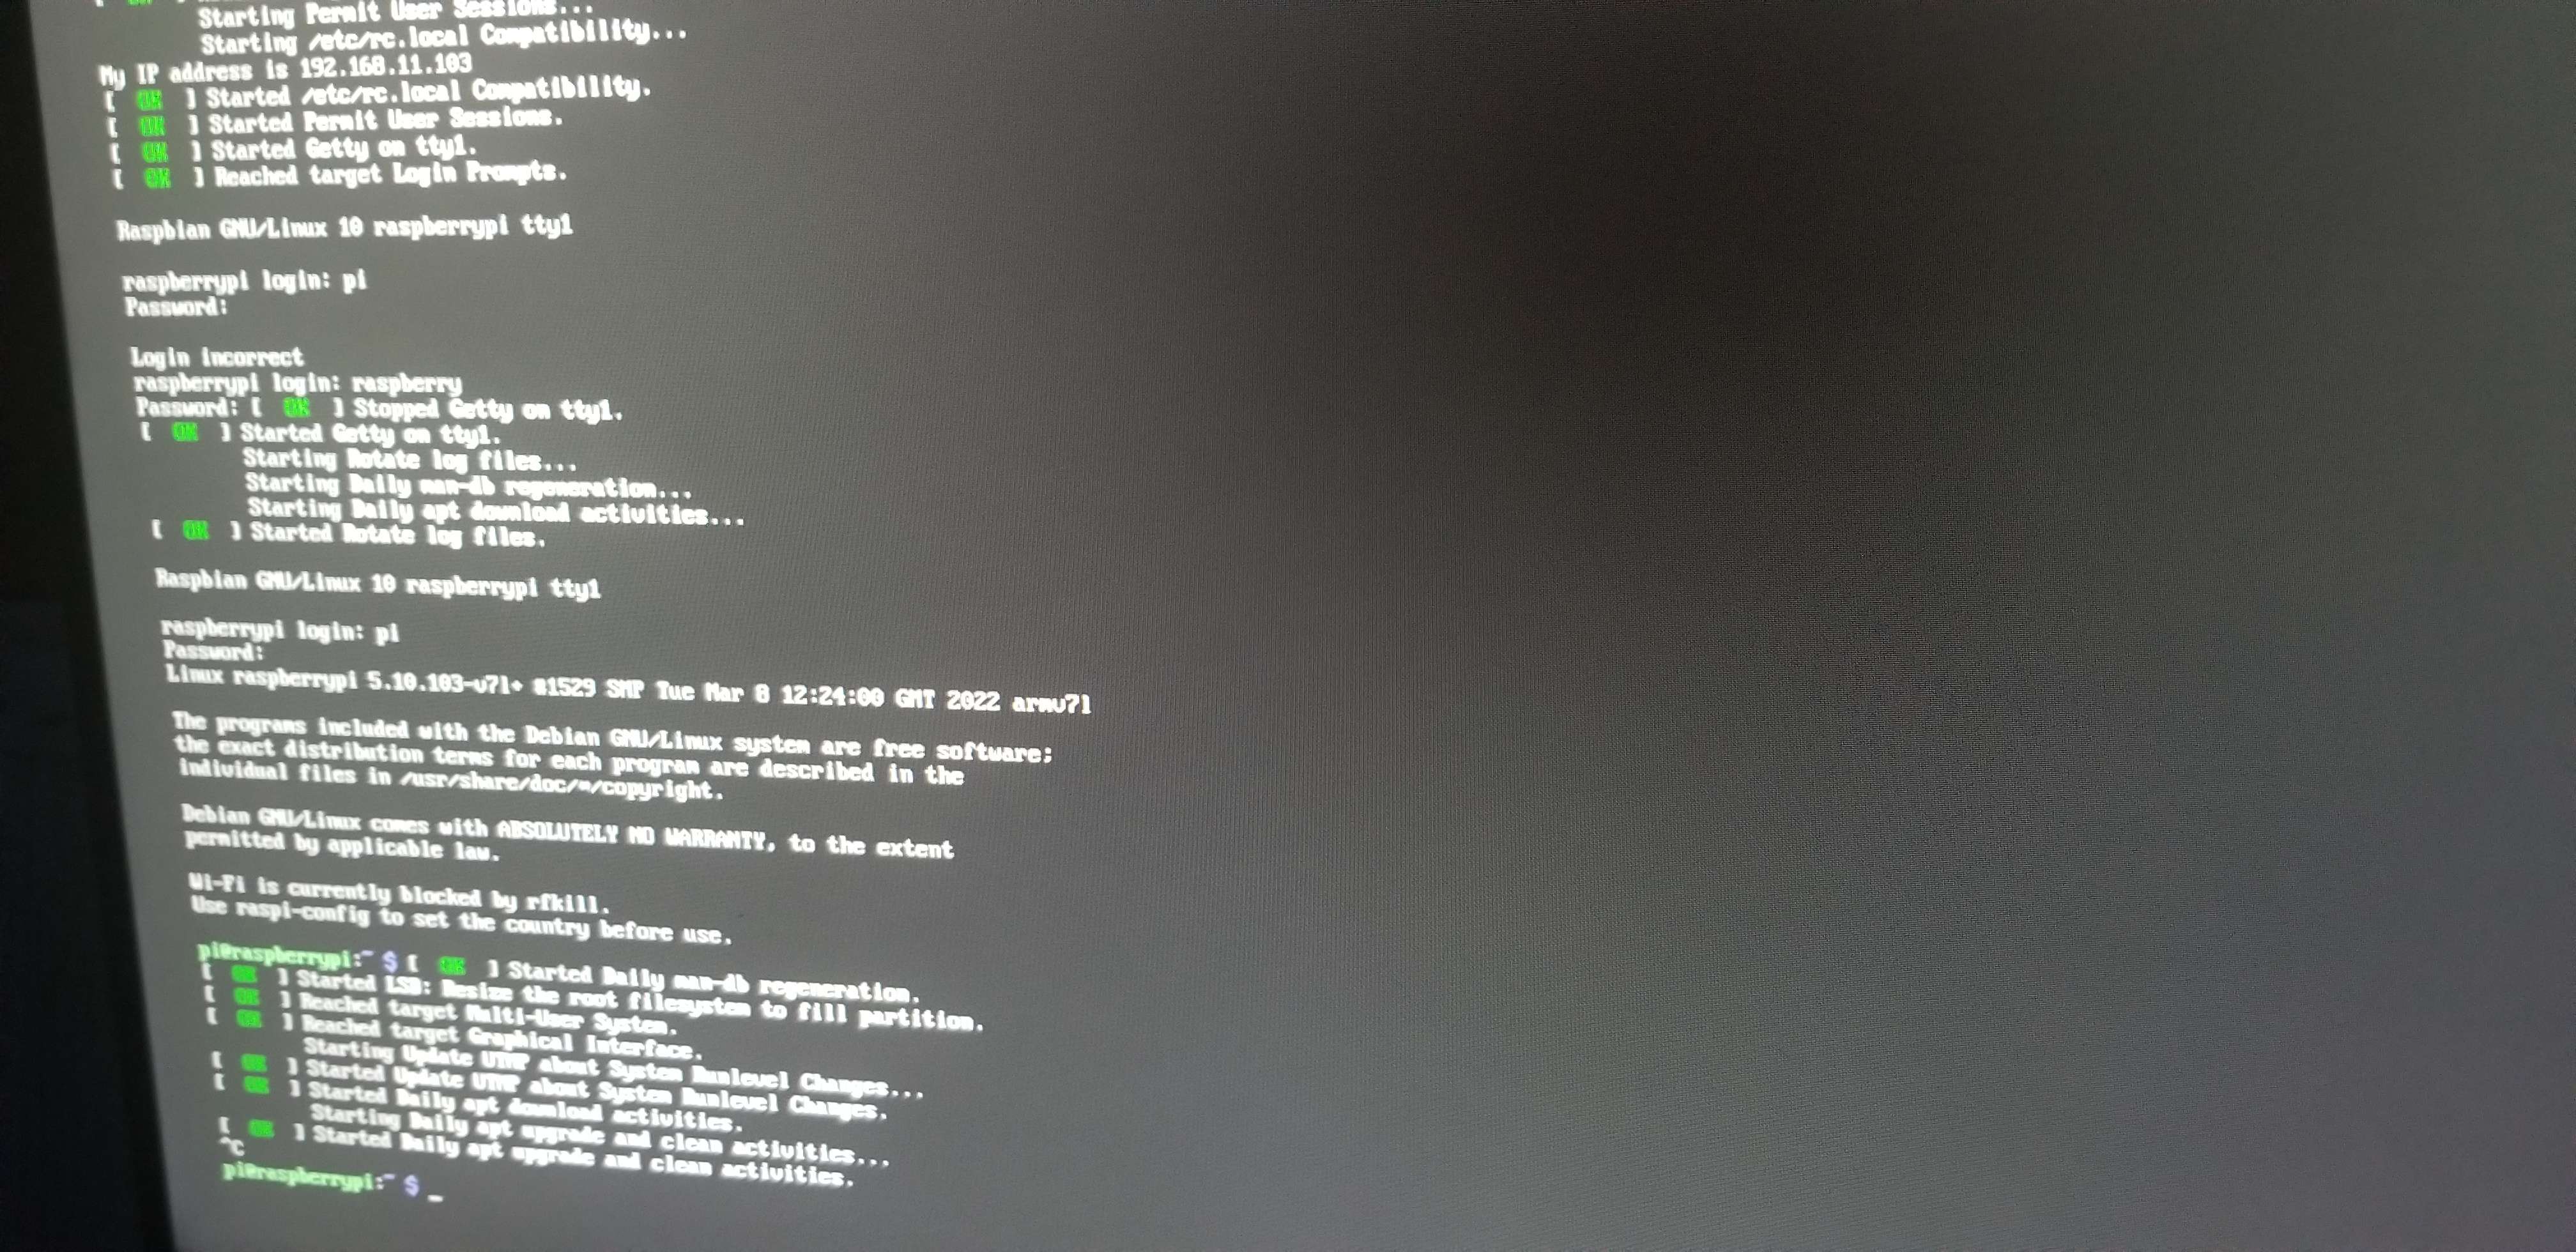 Starting Permit User Sessions...
Starting /etc/rc.local Compatibility...
My IP address is 192.168.11.103
[ OK ] Started /etc/rc.local Compatibility.
[ OK ] Started Permit User Sessions.
[ OK ] Started Getty on tty1.
[ OK ] Reached target Login Prompts.
Raspbian GNU/Linux 10 raspberrypi tty1
raspberrypi login: pi
Password:
Login incorrect
raspberrypi login: raspberry
Password: [ OK ] Stopped Getty on tty1.
[ OK ] Started Getty on tty1.
Starting Rotate log files...
Starting Daily man-db regeneration...
Starting Daily apt download activities...
[ OK ] Started Rotate log files.
Raspbian GNU/Linux 10 raspberrypi tty1
raspberrypi login: pi
Password:
Linux raspberrypi 5.10.103-v7l+ #1529 SMP Tue Mar 8 12:24:00 GMT 2022 armv7l
The programs included with the Debian GNU/Linux system are free software;
the exact distribution terms for each program are described in the
individual files in /usr/share/doc/*/copyright.
Debian GNU/Linux comes with ABSOLUTELY NO WARRANTY, to the extent
permitted by applicable law.
Wi-Fi is currently blocked by rfkill.
Use raspi-config to set the country before use.
pi@raspberrypi:~ $ [ OK ] Started Daily man-db regeneration.
[ OK ] Started LSB: Resize the root filesystem to fill partition.
[ OK ] Reached target Multi-User System.
[ OK ] Reached target Graphical Interface.
Starting Update UTMP about System Runlevel Changes...
[ OK ] Started Update UTMP about System Runlevel Changes.
[ OK ] Started Daily apt download activities.
Starting Daily apt upgrade and clean activities...
[ OK ] Started Daily apt upgrade and clean activities.
^C
pi@raspberrypi:~ $ _